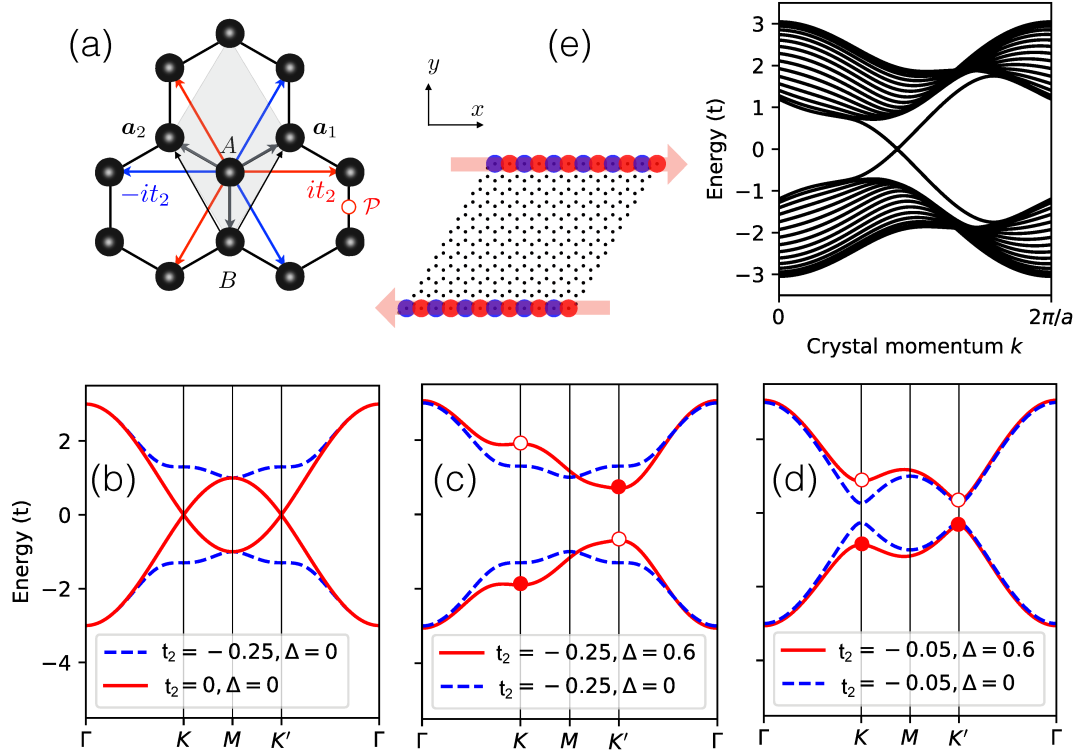 (a)
a₂
a₁
A
−it₂
it₂
𝒫
B
(e)
y
x
Energy (t)
3
2
1
0
−1
−2
−3
0
2π/a
Crystal momentum k
(b)
Energy (t)
2
0
−2
−4
t₂ = −0.25, Δ = 0
t₂ = 0, Δ = 0
Γ
K
M
K′
Γ
(c)
t₂ = −0.25, Δ = 0.6
t₂ = −0.25, Δ = 0
Γ
K
M
K′
Γ
(d)
t₂ = −0.05, Δ = 0.6
t₂ = −0.05, Δ = 0
Γ
K
M
K′
Γ